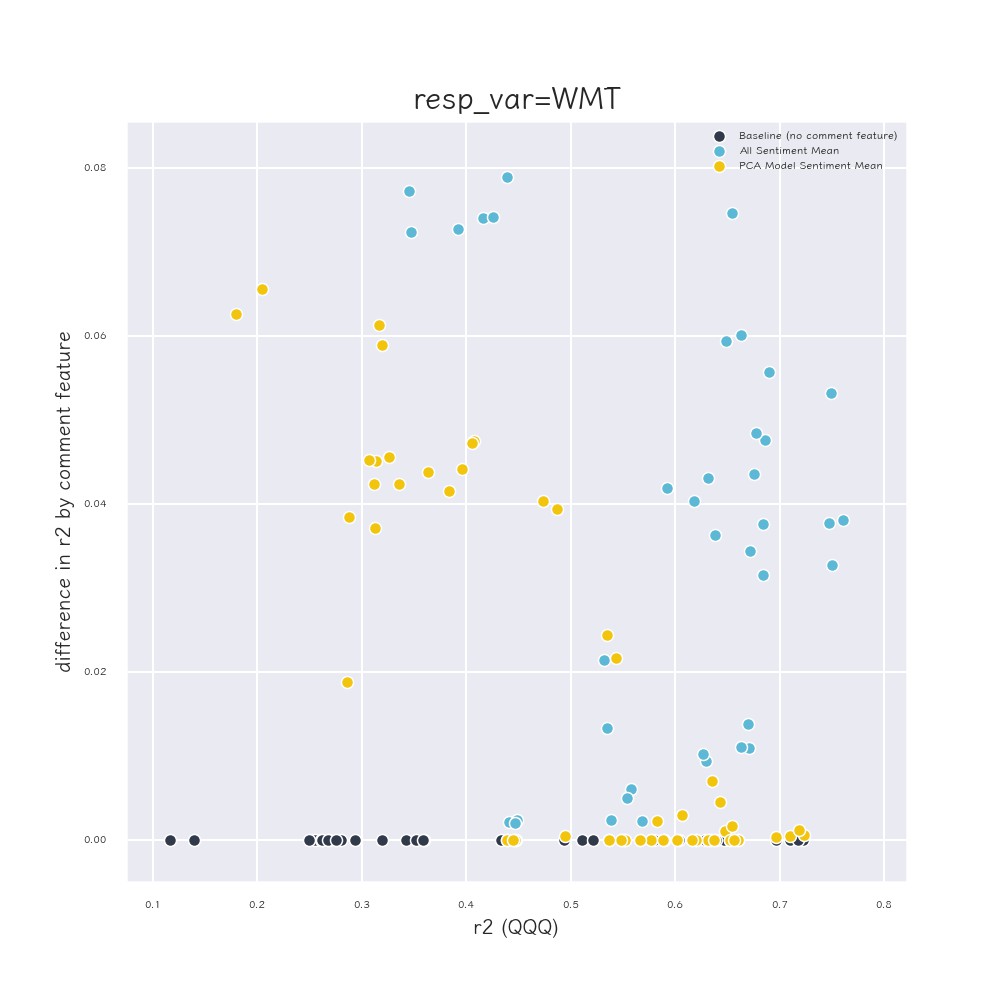 resp_var=WMT
Baseline (no comment feature)
All Sentiment Mean
PCA Model Sentiment Mean
difference in r2 by comment feature
0.08
0.06
0.04
0.02
0.00
0.1 0.2 0.3 0.4 0.5 0.6 0.7 0.8
r2 (QQQ)